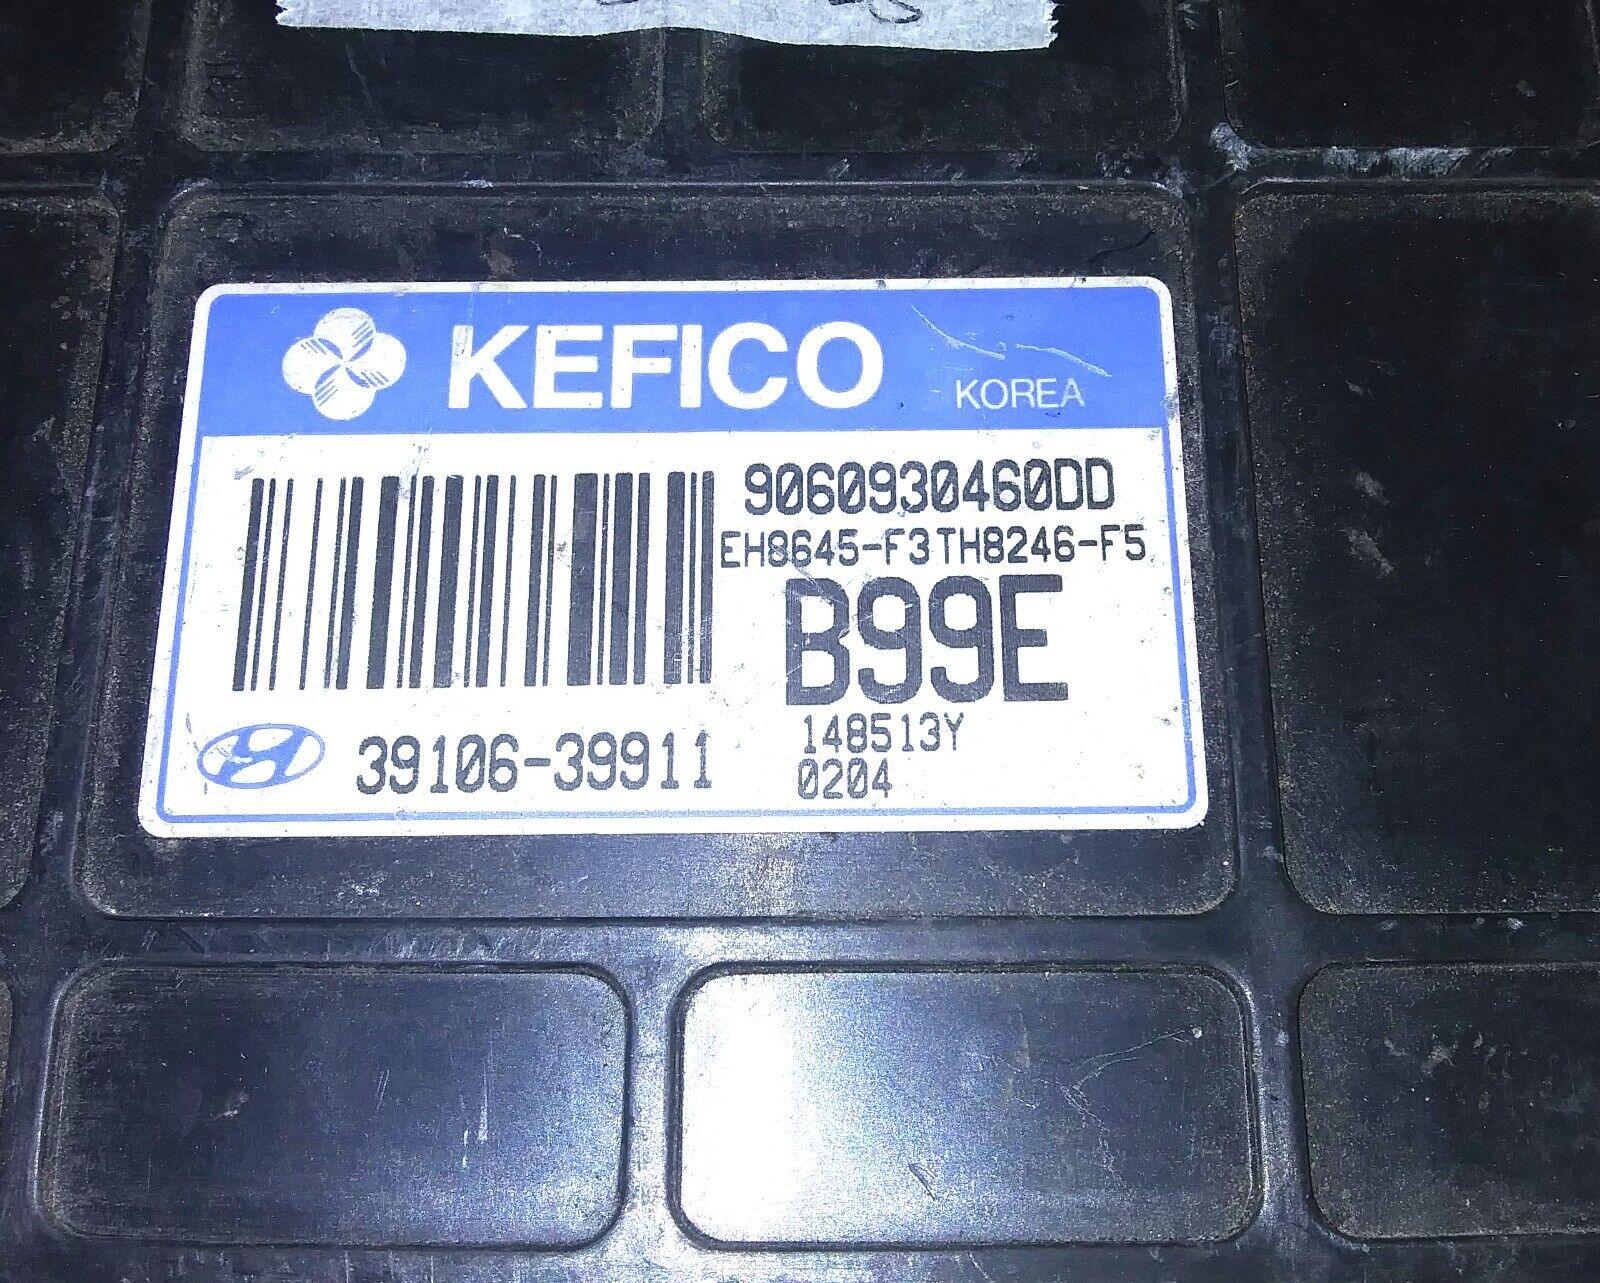 KEFICO KOREA
9060930460DD
EH8645-F3TH8246-F5
B99E
39106-39911
148513Y
0204